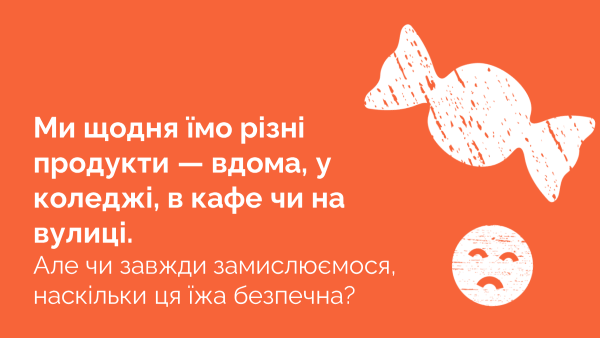 Ми щодня їмо різні
продукти — вдома, у
коледжі, в кафе чи на
вулиці.
Але чи завжди замислюємося,
наскільки ця їжа безпечна?